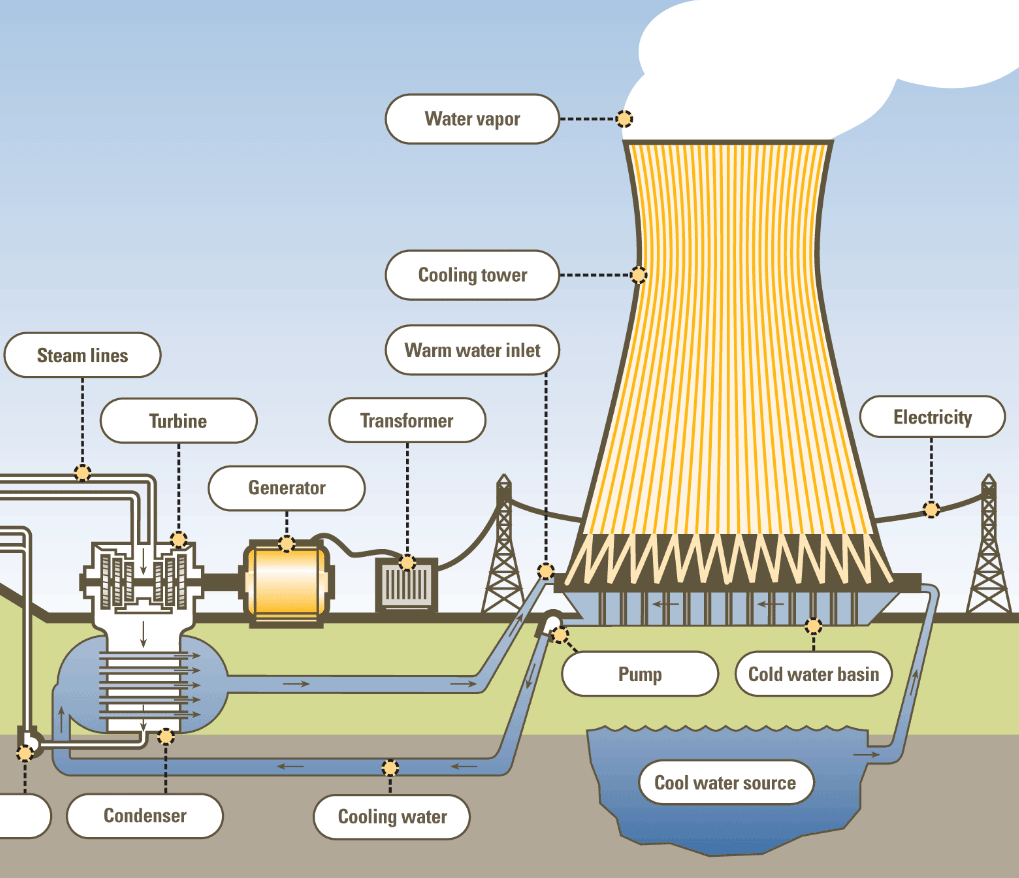 Water vapor
Cooling tower
Warm water inlet
Steam lines
Turbine
Transformer
Electricity
Generator
Pump
Cold water basin
Cool water source
Condenser
Cooling water